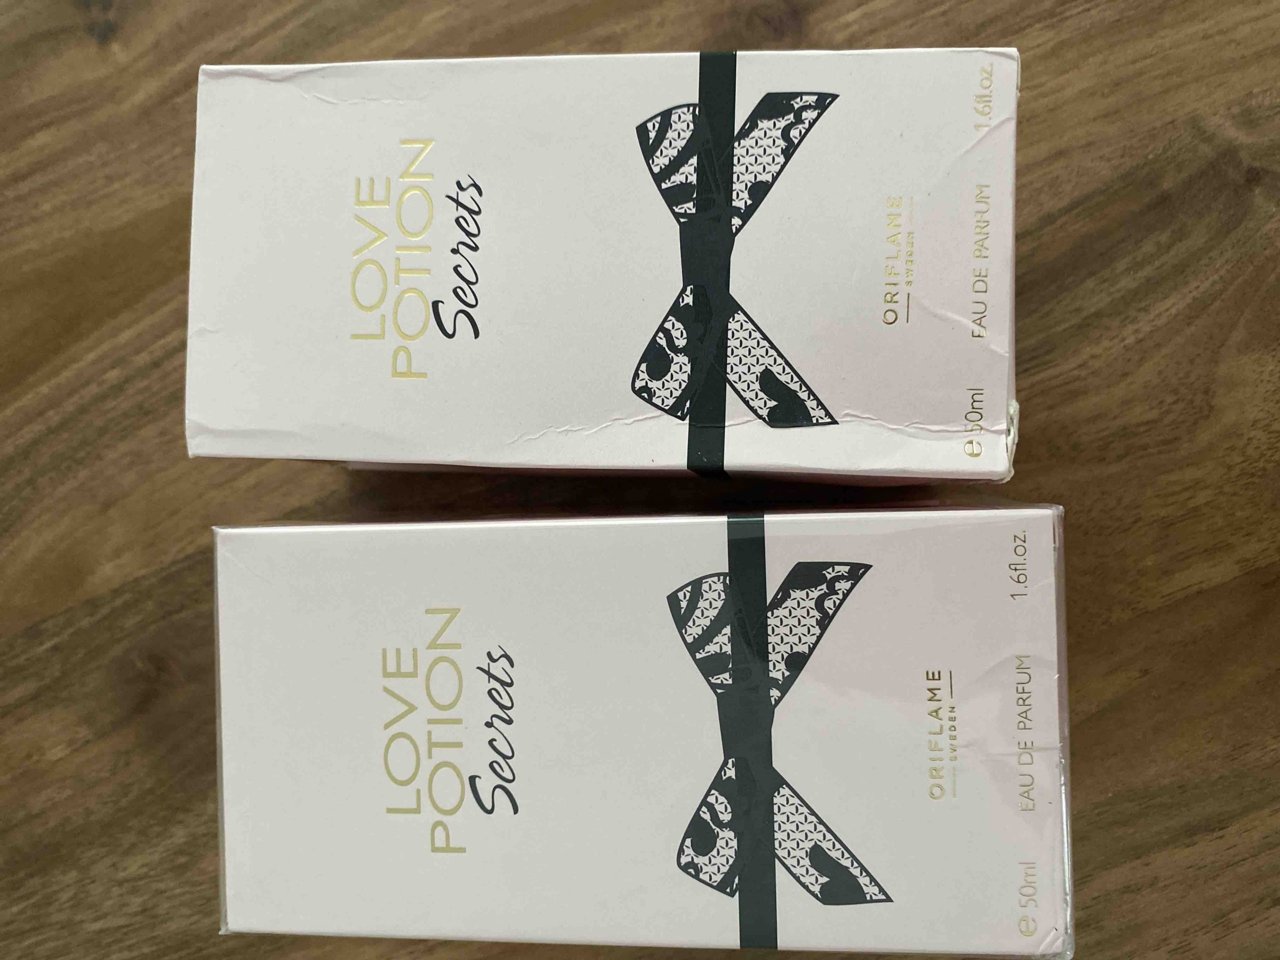 LOVE
POTION
Secrets
ORIFLAME
SWEDEN
e 50ml EAU DE PARFUM 1.6fl.oz.
LOVE
POTION
Secrets
ORIFLAME
SWEDEN
e 50ml EAU DE PARFUM 1.6fl.oz.